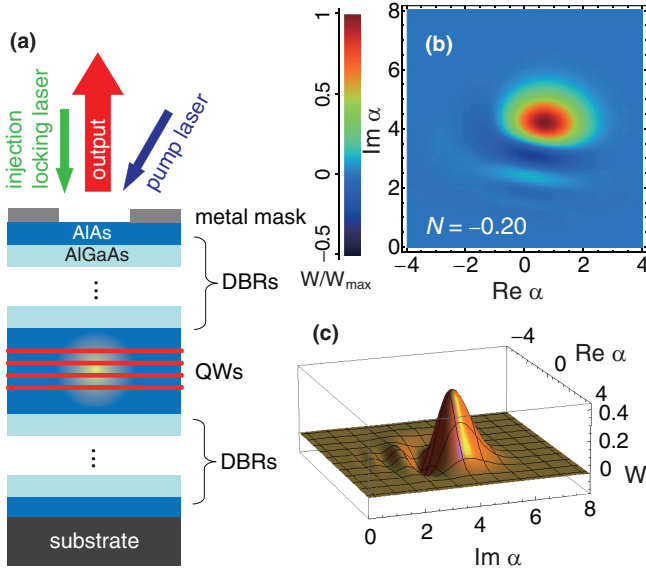 (a)
injection
locking laser
output
pump laser
metal mask
AlAs
AlGaAs
...
DBRs
QWs
...
DBRs
substrate
1
0.5
0
−0.5
W/Wmax
(b)
8
6
4
2
0
Im α
N = −0.20
−4 −2 0 2 4
Re α
(c)
−4
0
4
Re α
0.4
0.2
0
W
0 2 4 6 8
Im α